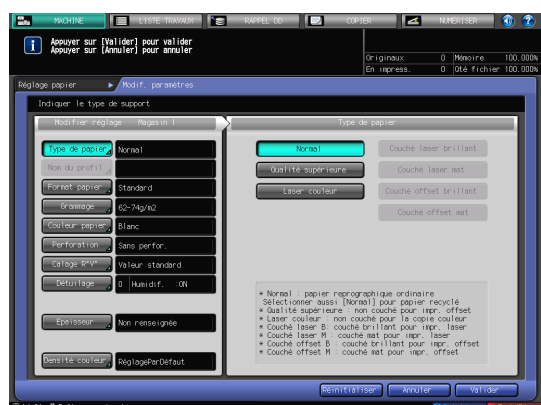 MACHINE
LISTE TRAVAUX
RAPPEL DD
COPIER
NUMERISER
Appuyer sur [Valider] pour valider
Appuyer sur [Annuler] pour annuler
Originaux 0 Mémoire 100.000%
En impress. 0 Qté fichier 100.000%
Réglage papier ▶ Modif. paramètres
Indiquer le type de support
Modifier réglage Magasin 1
Type de papier
Type de papier Normal
Nom du profil
Format papier Standard
Grammage 62-74g/m2
Couleur papier Blanc
Perforation Sans perfor.
Calage R°V° Valeur standard
Détuilage 0 Humidif. :ON
Epaisseur Non renseignée
Densité couleur RéglageParDéfaut
Normal Couché laser brillant
Qualité supérieure Couché laser mat
Laser couleur Couché offset brillant
Couché offset mat
* Normal : papier reprographique ordinaire
Sélectionner aussi [Normal] pour papier recyclé
* Qualité supérieure : non couché pour impr. offset
* Laser couleur : non couché pour la copie couleur
* Couché laser B: couché brillant pour impr. laser
* Couché laser M : couché mat pour impr. laser
* Couché offset B : couché brillant pour impr. offset
* Couché offset M : couché mat pour impr. offset
Réinitialiser Annuler Valider